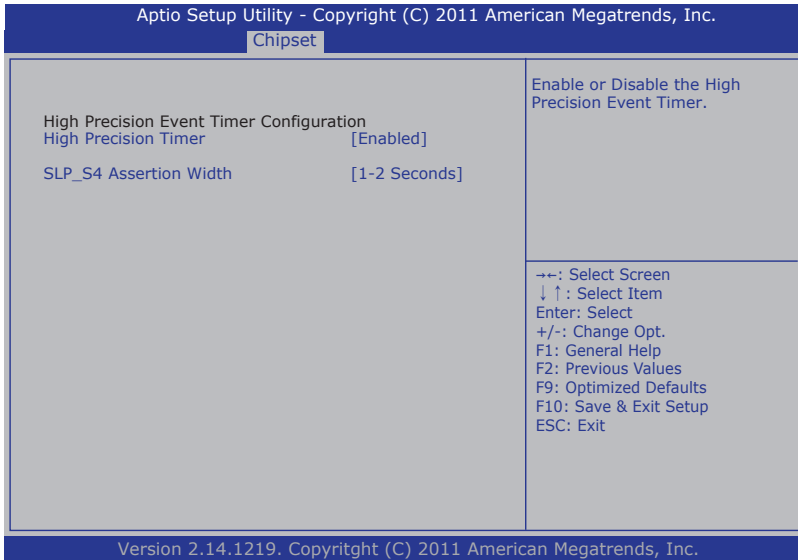 Aptio Setup Utility - Copyright (C) 2011 American Megatrends, Inc.
Chipset
High Precision Event Timer Configuration
High Precision Timer [Enabled]
SLP_S4 Assertion Width [1-2 Seconds]
Enable or Disable the High
Precision Event Timer.
→←: Select Screen
↓↑: Select Item
Enter: Select
+/-: Change Opt.
F1: General Help
F2: Previous Values
F9: Optimized Defaults
F10: Save & Exit Setup
ESC: Exit
Version 2.14.1219. Copyritght (C) 2011 American Megatrends, Inc.